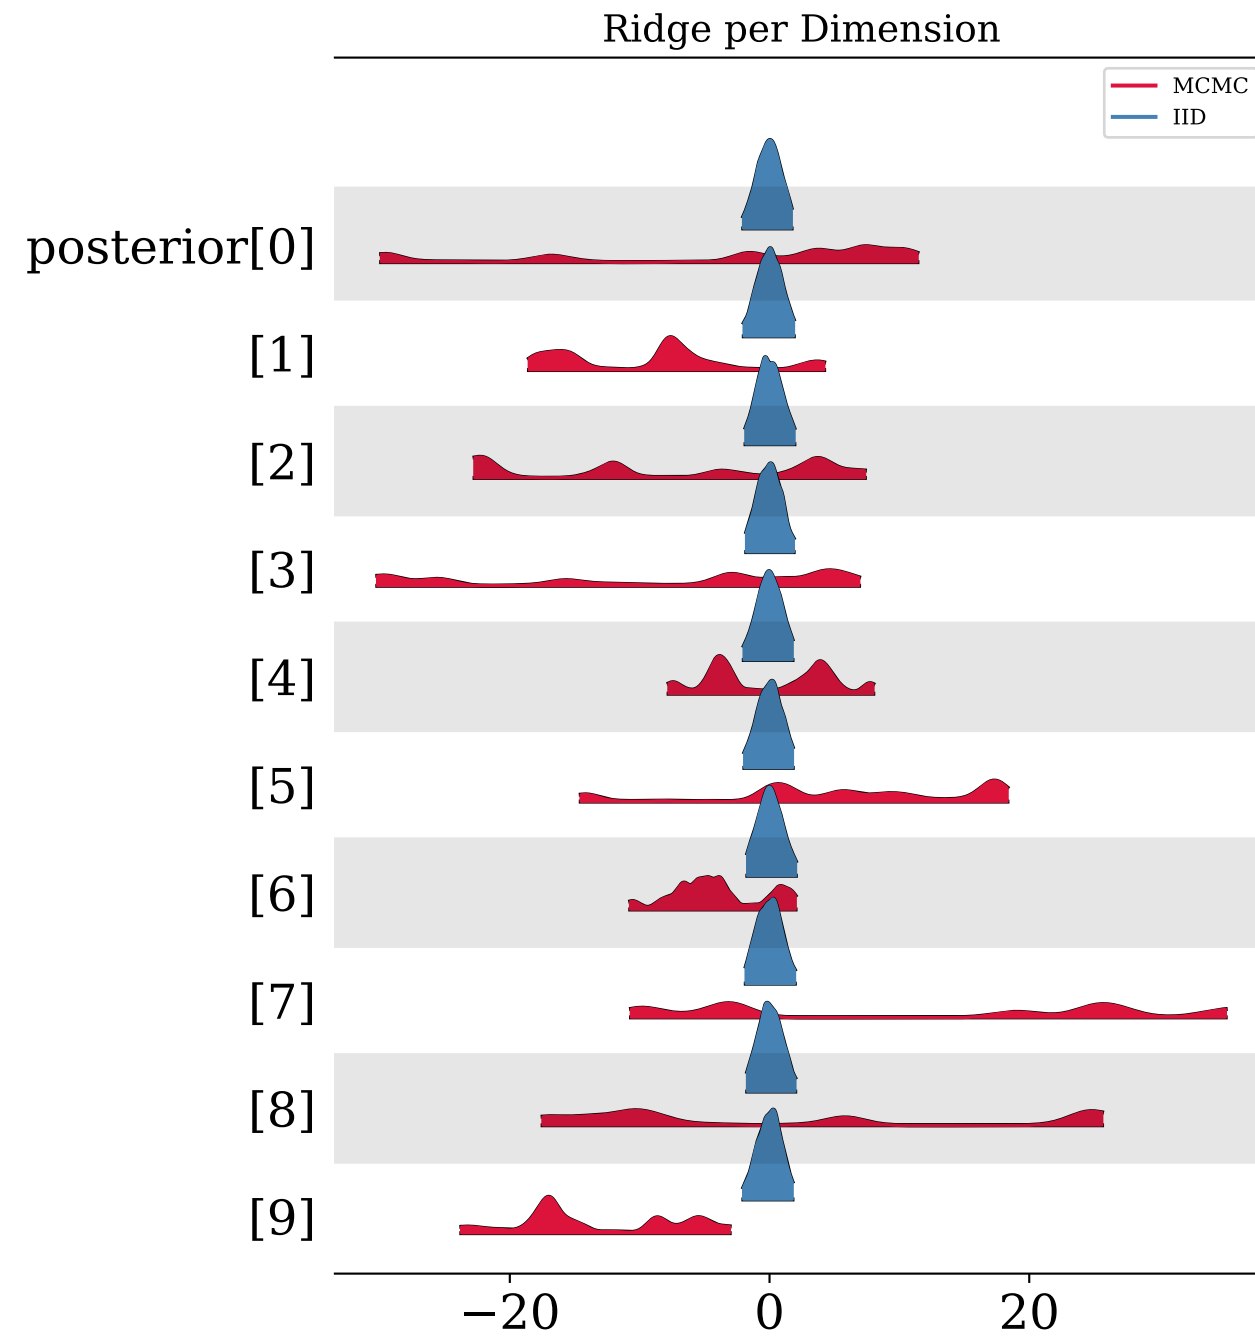 Ridge per Dimension
MCMC
IID
posterior[0]
[1]
[2]
[3]
[4]
[5]
[6]
[7]
[8]
[9]
−20 0 20